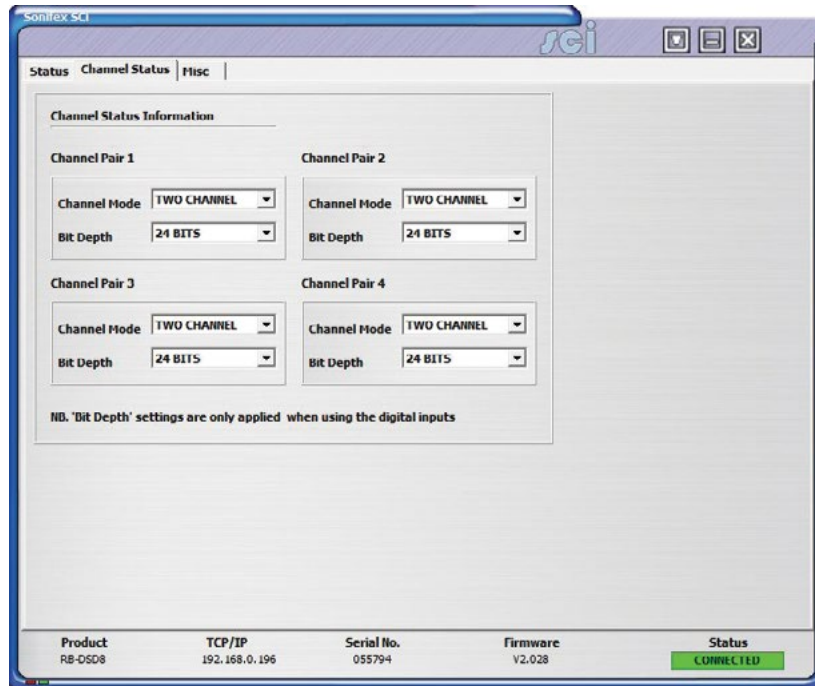 Sonifex SCI
sci
Status Channel Status Misc
Channel Status Information
Channel Pair 1 Channel Pair 2
Channel Mode TWO CHANNEL Channel Mode TWO CHANNEL
Bit Depth 24 BITS Bit Depth 24 BITS
Channel Pair 3 Channel Pair 4
Channel Mode TWO CHANNEL Channel Mode TWO CHANNEL
Bit Depth 24 BITS Bit Depth 24 BITS
NB. 'Bit Depth' settings are only applied when using the digital inputs
Product TCP/IP Serial No. Firmware Status
RB-DSD8 192.168.0.196 055794 V2.028 CONNECTED